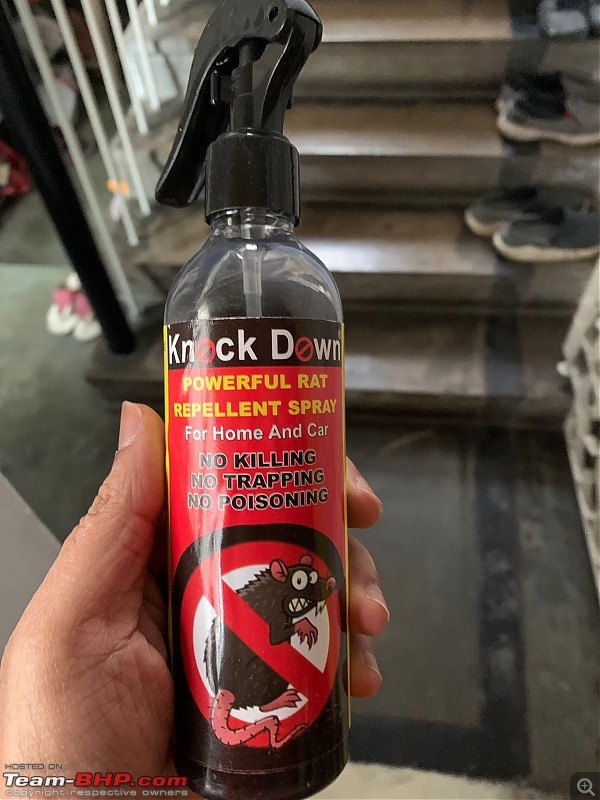 Knock Down
POWERFUL RAT
REPELLENT SPRAY
For Home And Car
NO KILLING
NO TRAPPING
NO POISONING
HOSTED ON :
Team-BHP.com
copyright respective owners